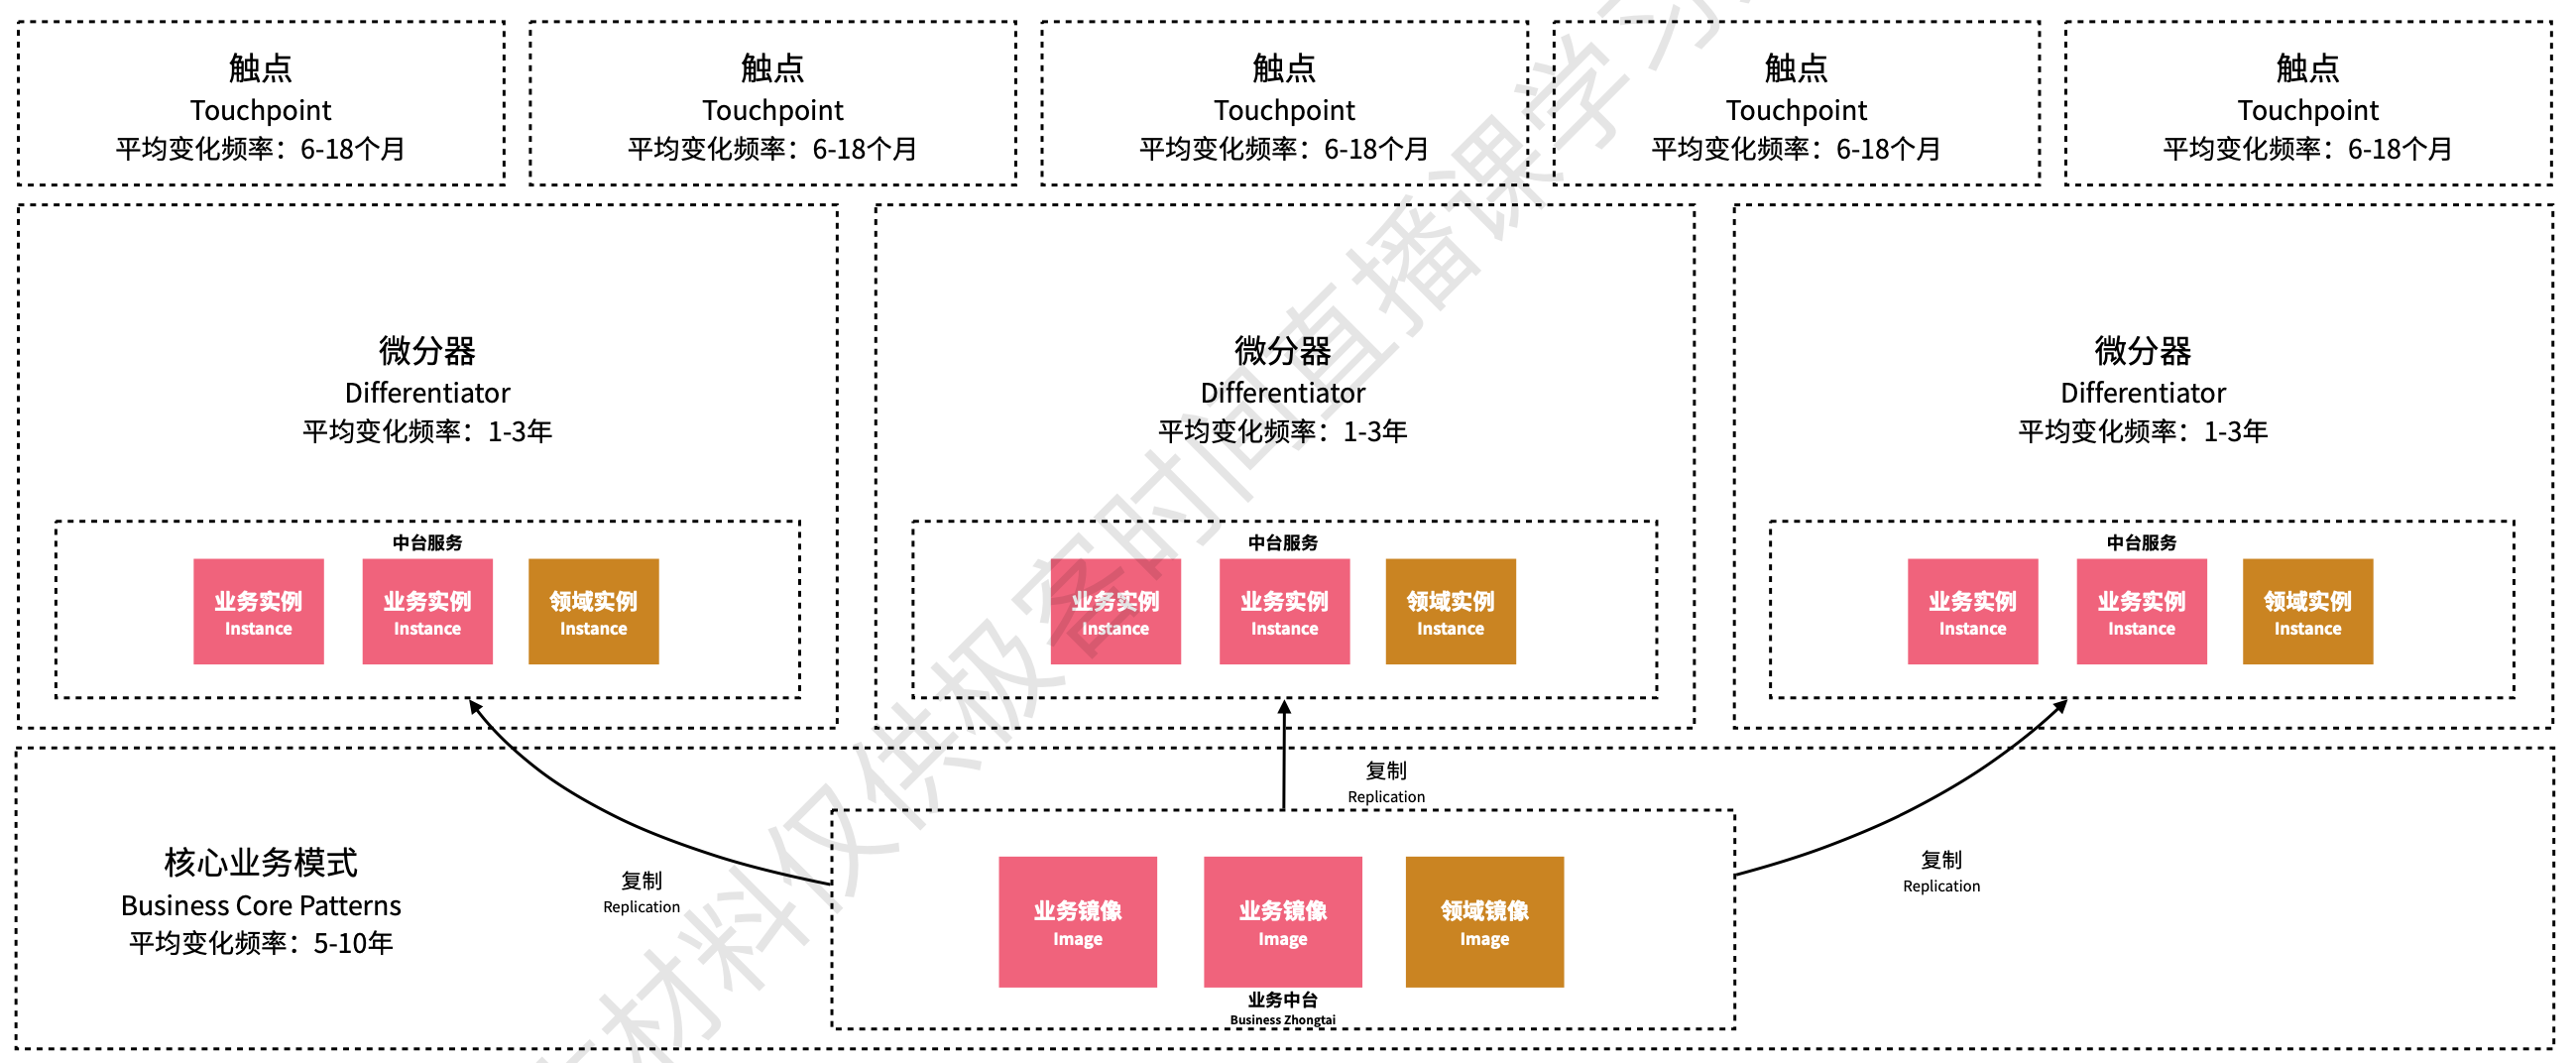 触点
Touchpoint
平均变化频率：6-18个月
触点
Touchpoint
平均变化频率：6-18个月
触点
Touchpoint
平均变化频率：6-18个月
触点
Touchpoint
平均变化频率：6-18个月
触点
Touchpoint
平均变化频率：6-18个月
微分器
Differentiator
平均变化频率：1-3年
中台服务
业务实例
Instance
业务实例
Instance
领域实例
Instance
微分器
Differentiator
平均变化频率：1-3年
中台服务
业务实例
Instance
业务实例
Instance
领域实例
Instance
微分器
Differentiator
平均变化频率：1-3年
中台服务
业务实例
Instance
业务实例
Instance
领域实例
Instance
核心业务模式
Business Core Patterns
平均变化频率：5-10年
复制
Replication
复制
Replication
复制
Replication
业务镜像
Image
业务镜像
Image
领域镜像
Image
业务中台
Business Zhongtai
材料仅供极客时间直播课学习